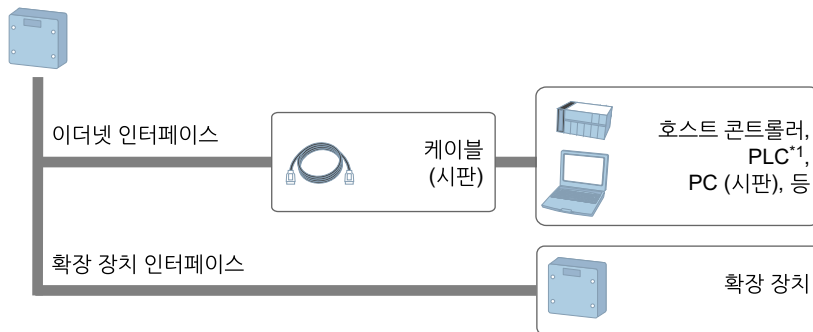 이더넷 인터페이스
케이블
(시판)
호스트 콘트롤러,
PLC*1,
PC (시판), 등
확장 장치 인터페이스
확장 장치